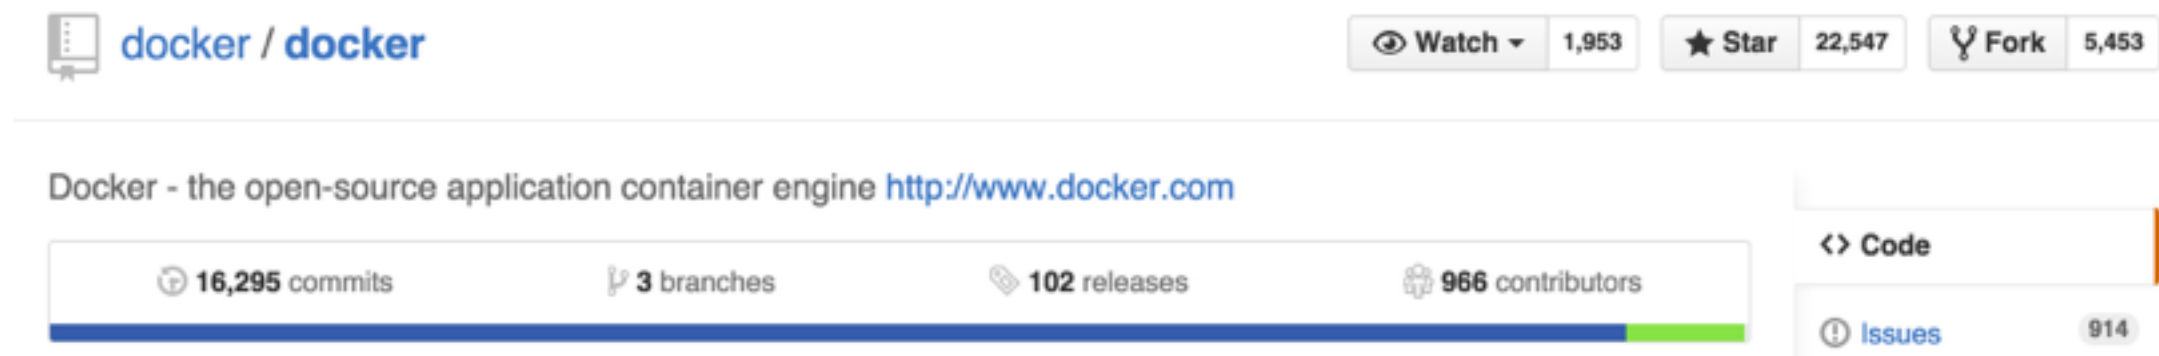 docker / docker
Watch 1,953 Star 22,547 Fork 5,453
Docker - the open-source application container engine http://www.docker.com
16,295 commits 3 branches 102 releases 966 contributors
Code
Issues 914